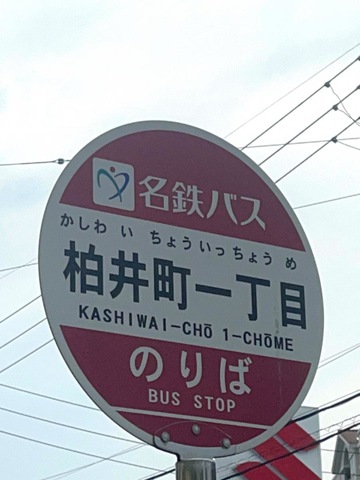 名鉄バス
かしわ い ちょういっちょう め
柏井町一丁目
KASHIWAI-CHŌ 1-CHŌME
のりば
BUS STOP